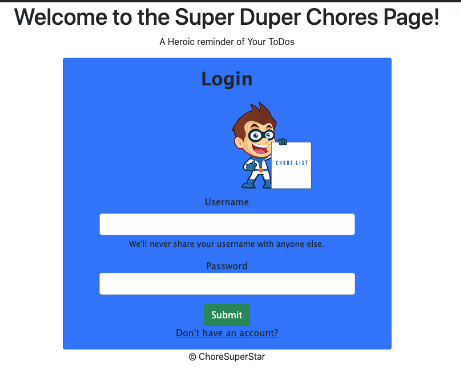 Welcome to the Super Duper Chores Page!
A Heroic reminder of Your ToDos
Login
CHORE LIST
Username
We'll never share your username with anyone else.
Password
Submit
Don't have an account?
© ChoreSuperStar